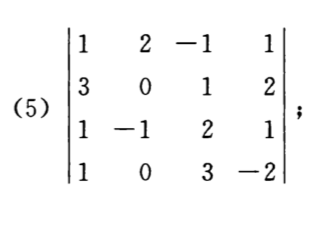 (5) | 1 2 −1 1 |
| 3 0 1 2 |
| 1 −1 2 1 |
| 1 0 3 −2 | ;